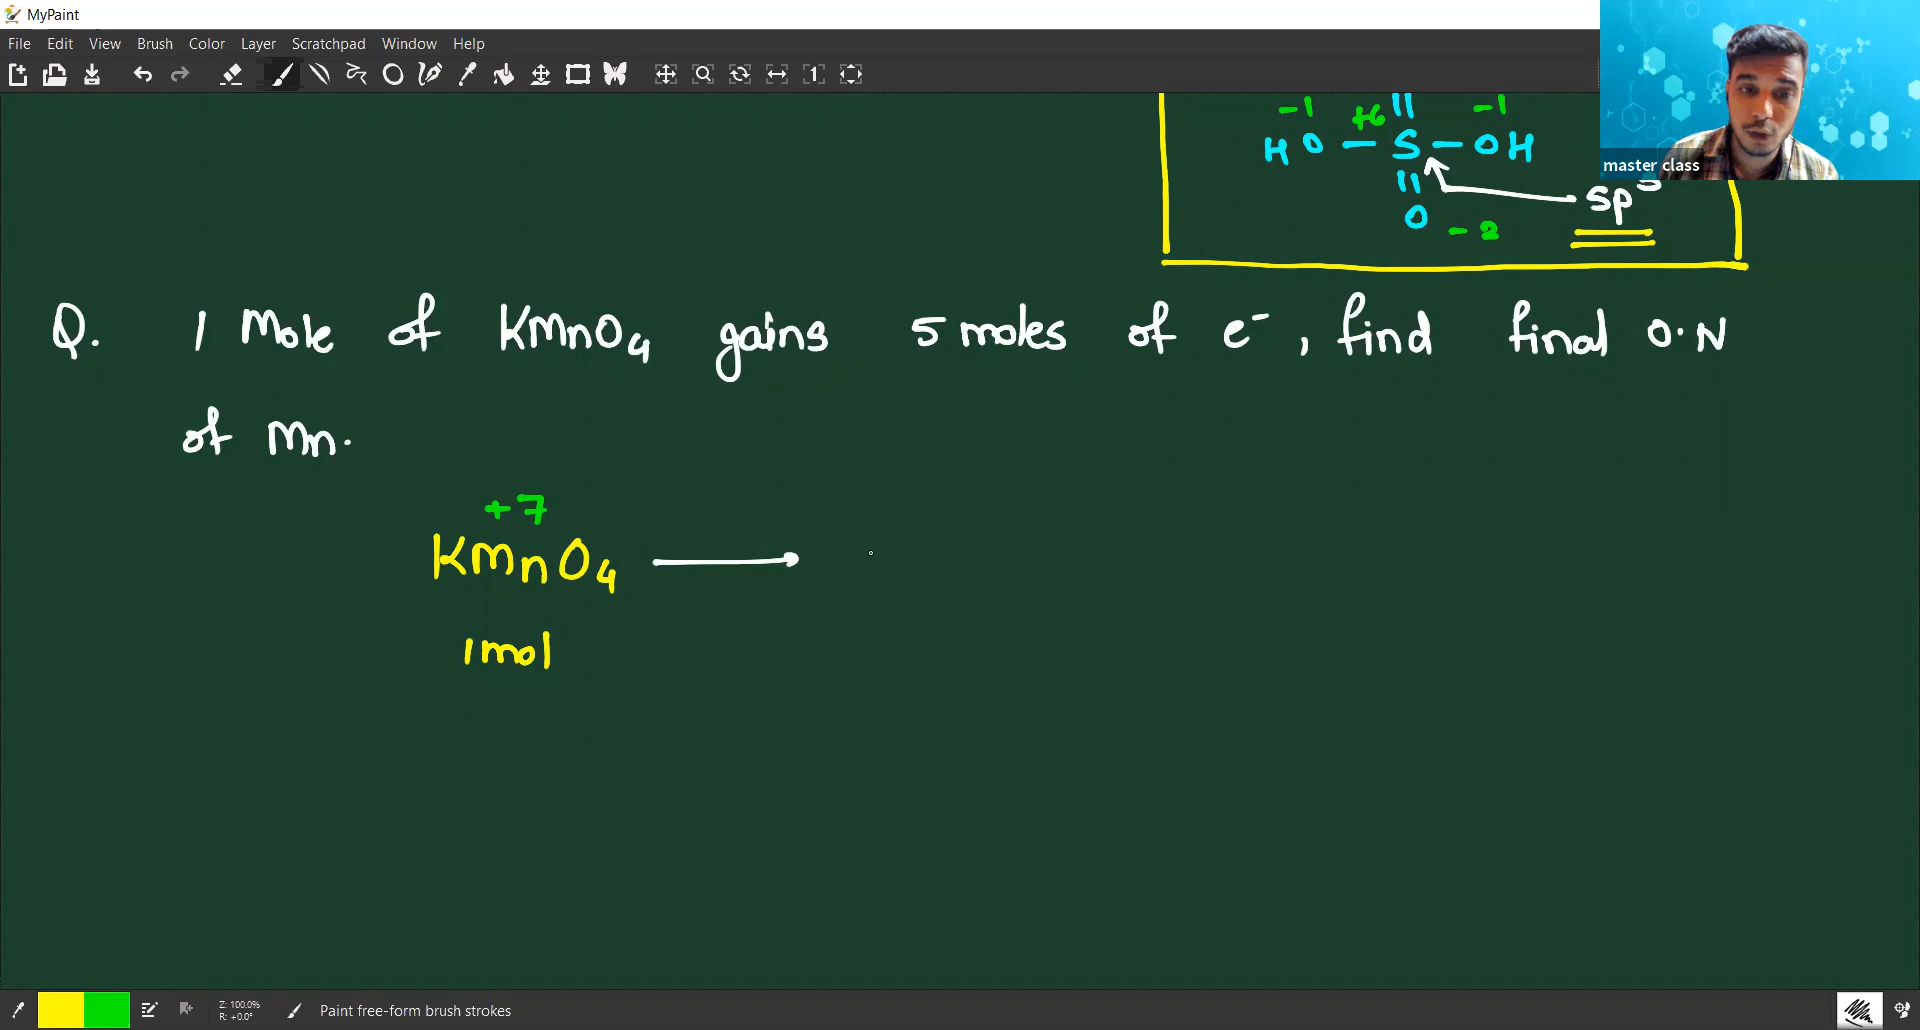 MyPaint
File Edit View Brush Color Layer Scratchpad Window Help
1
master class
-1 +6 -1
HO - S - OH
O -2
sp3
Q. 1 Mole of KMnO4 gains 5 moles of e-, find final O.N
of Mn.
+7
KMnO4
1mol
Z: 100.0%
R: +0.0°
Paint free-form brush strokes